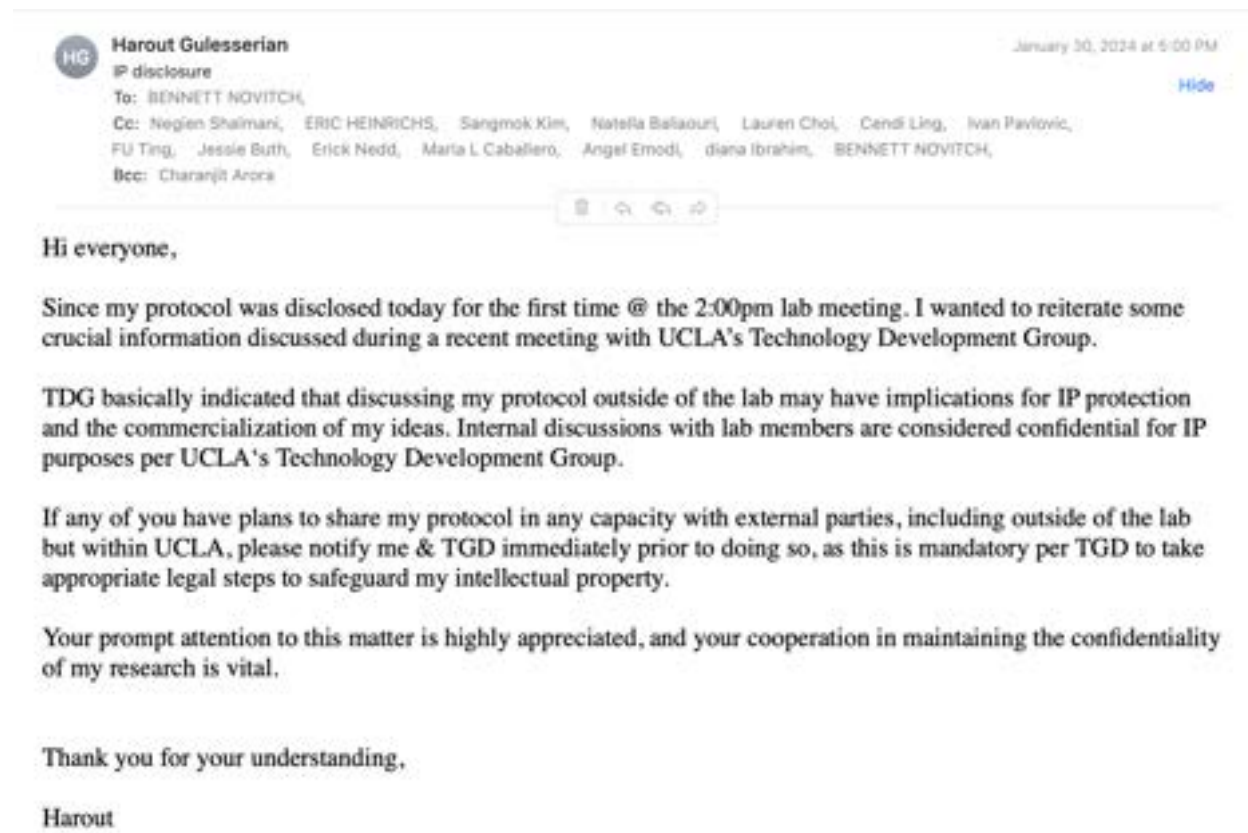 HG
Harout Gulesserian
January 30, 2024 at 5:00 PM
IP disclosure
Hide
To: BENNETT NOVITCH,
Cc: Negien Shaimani, ERIC HEINRICHS, Sangmok Kim, Natella Baliaouri, Lauren Choi, Cendi Ling, Ivan Pavlovic,
FU Ting, Jessie Buth, Erick Nedd, Maria L Caballero, Angel Emodi, diana Ibrahim, BENNETT NOVITCH,
Bcc: Charanjit Arora
Hi everyone,
Since my protocol was disclosed today for the first time @ the 2:00pm lab meeting. I wanted to reiterate some
crucial information discussed during a recent meeting with UCLA's Technology Development Group.
TDG basically indicated that discussing my protocol outside of the lab may have implications for IP protection
and the commercialization of my ideas. Internal discussions with lab members are considered confidential for IP
purposes per UCLA's Technology Development Group.
If any of you have plans to share my protocol in any capacity with external parties, including outside of the lab
but within UCLA, please notify me & TGD immediately prior to doing so, as this is mandatory per TGD to take
appropriate legal steps to safeguard my intellectual property.
Your prompt attention to this matter is highly appreciated, and your cooperation in maintaining the confidentiality
of my research is vital.
Thank you for your understanding,
Harout